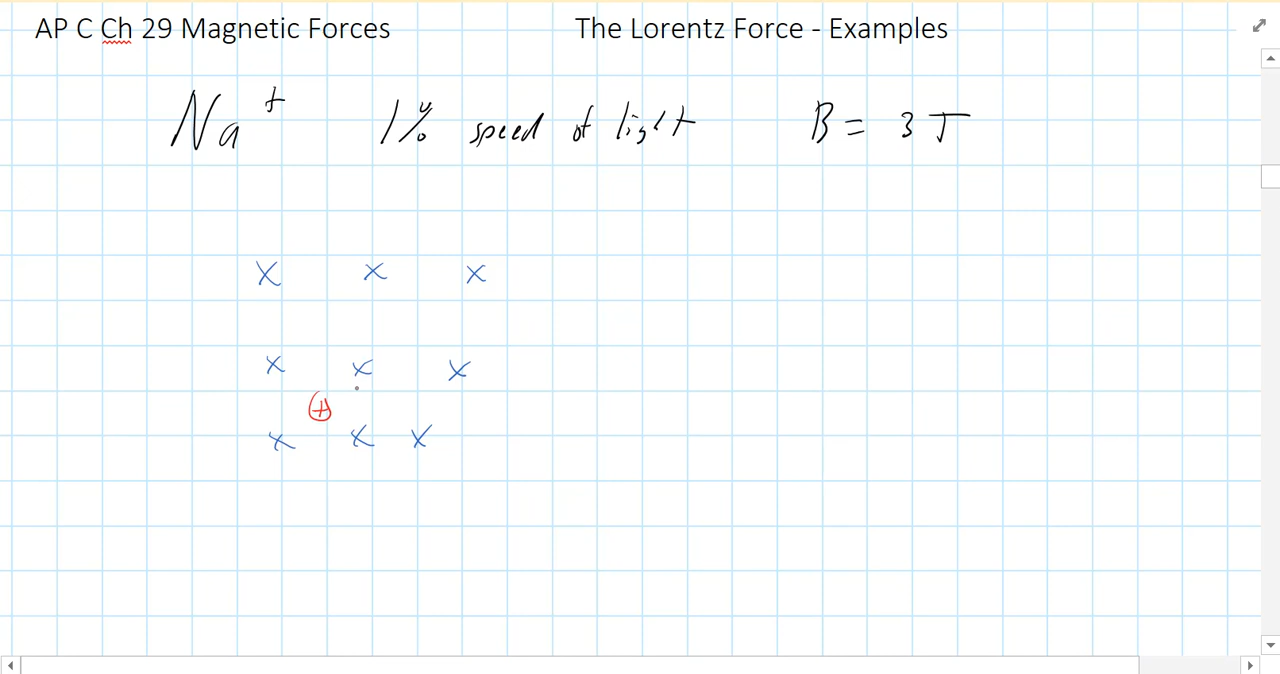 AP C Ch 29 Magnetic Forces The Lorentz Force - Examples
Na+ 1% speed of light B = 3 T
x x x
x x x
+
x x x